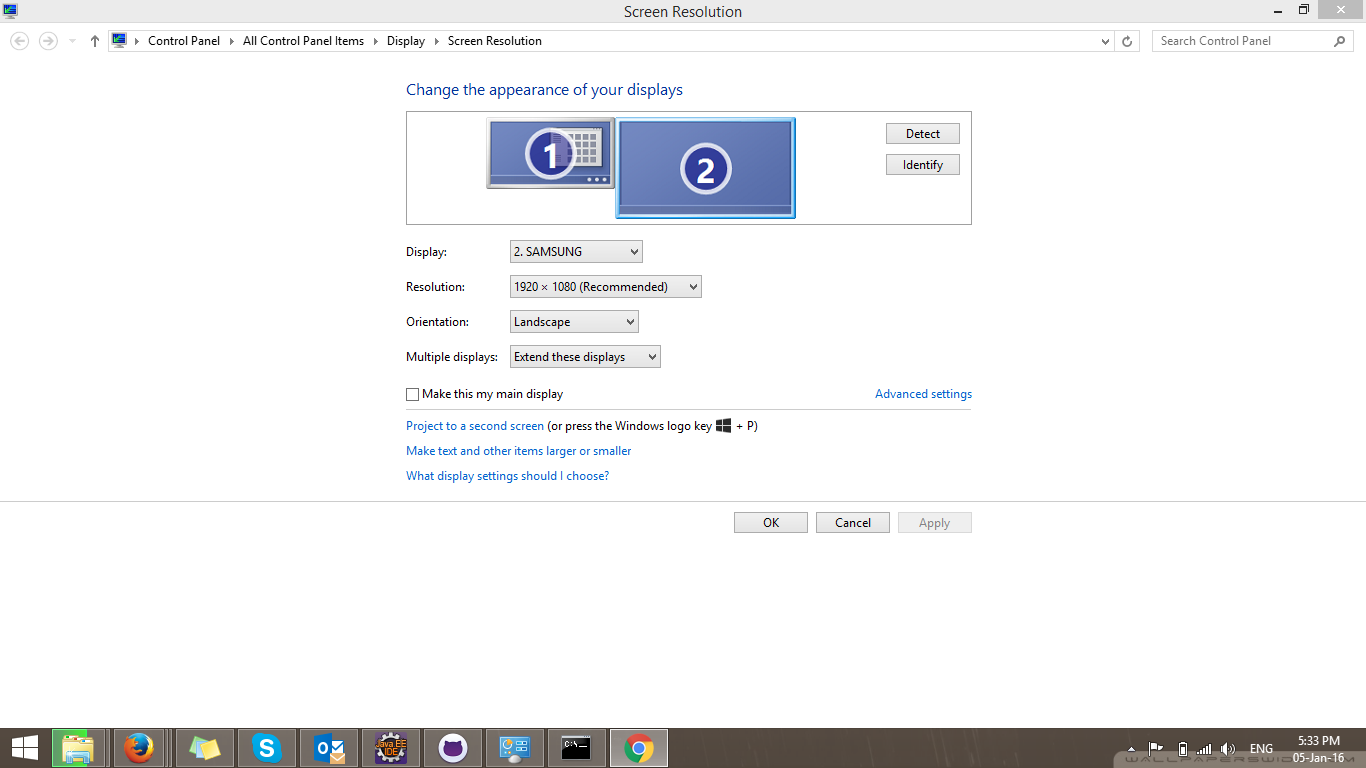 Screen Resolution
Control Panel All Control Panel Items Display Screen Resolution Search Control Panel
Change the appearance of your displays
1 2
Detect
Identify
Display: 2. SAMSUNG
Resolution: 1920 × 1080 (Recommended)
Orientation: Landscape
Multiple displays: Extend these displays
Make this my main display Advanced settings
Project to a second screen (or press the Windows logo key + P)
Make text and other items larger or smaller
What display settings should I choose?
OK Cancel Apply
Java EE
IDE
C:\
ENG
5:33 PM
05-Jan-16